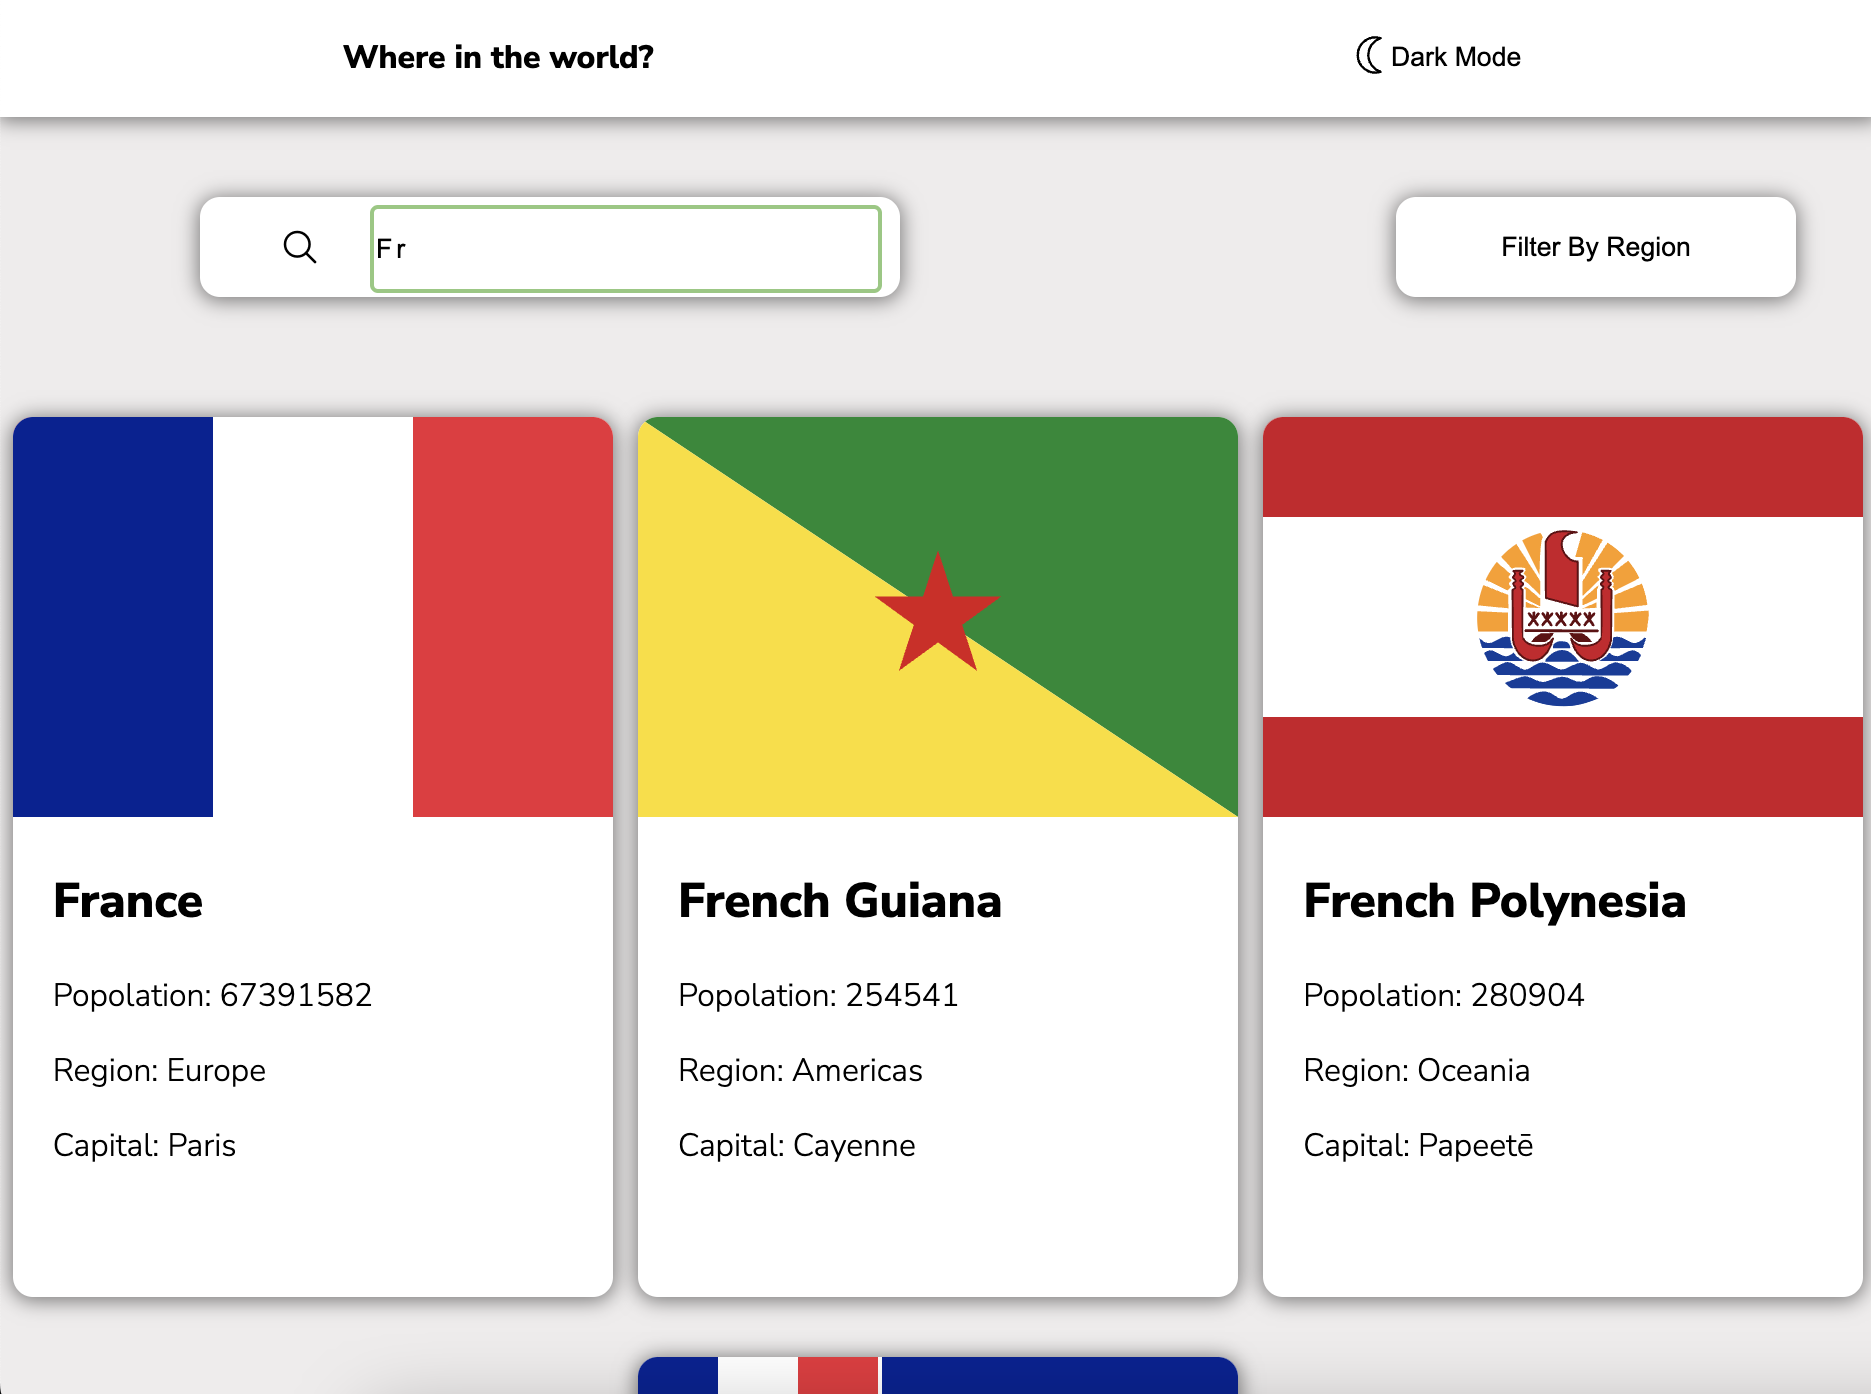 Where in the world?
Dark Mode
Fr
Filter By Region
France
Popolation: 67391582
Region: Europe
Capital: Paris
French Guiana
Popolation: 254541
Region: Americas
Capital: Cayenne
French Polynesia
Popolation: 280904
Region: Oceania
Capital: Papeetē